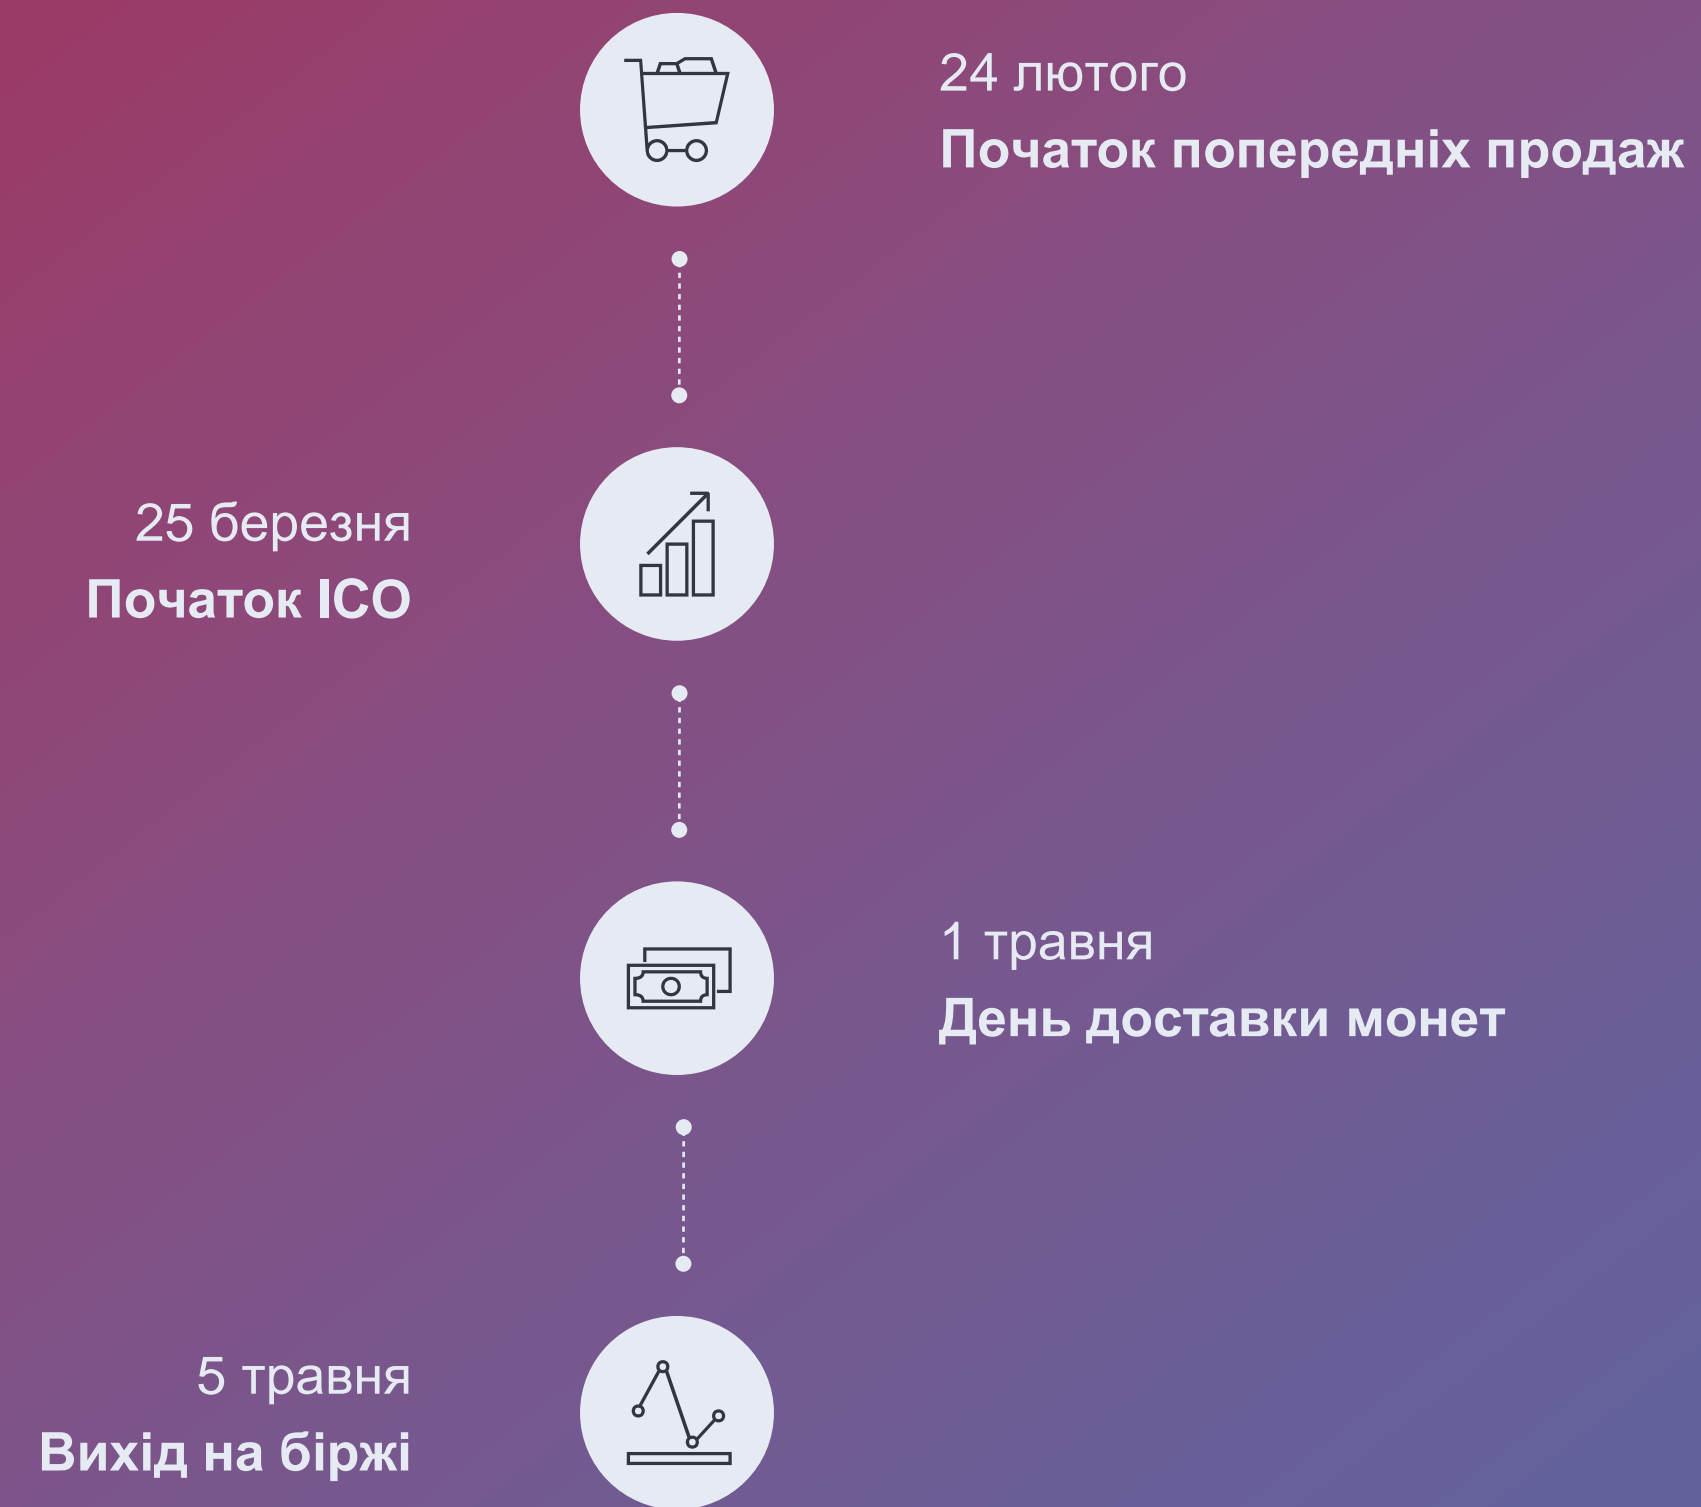 24 лютого
Початок попередніх продаж
25 березня
Початок ICO
1 травня
День доставки монет
5 травня
Вихід на біржі